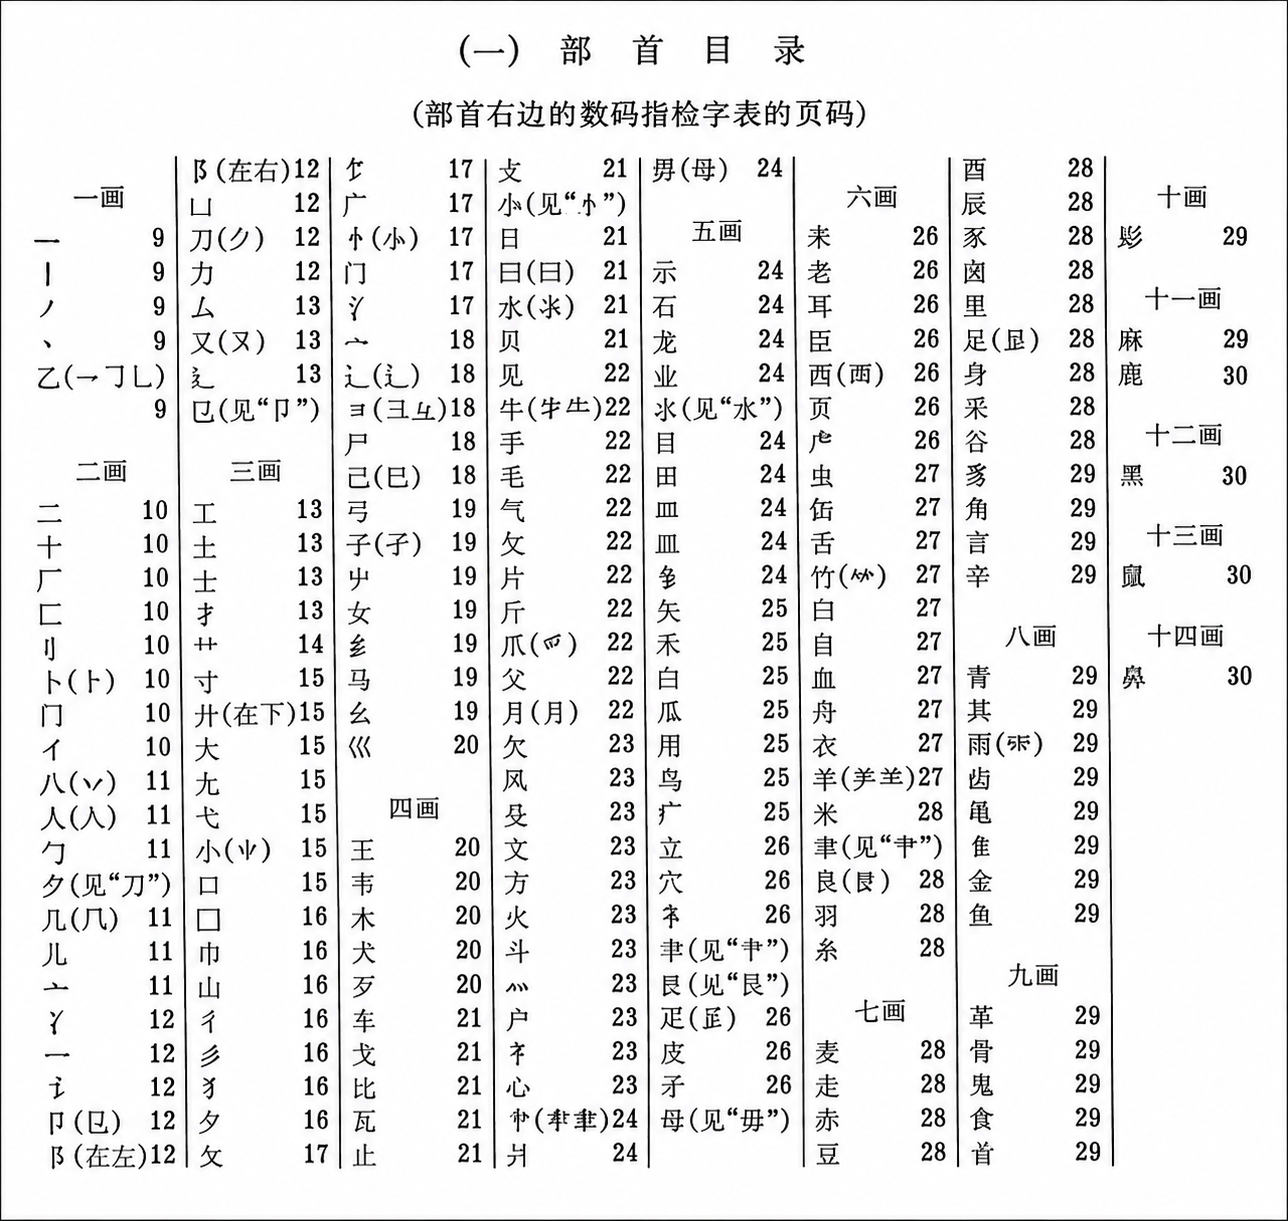 (一) 部首目录
(部首右边的数码指检字表的页码)
一画
一 9
丨 9
丿 9
丶 9
乙(㇀乛乚)
9
二画
二 10
十 10
厂 10
匚 10
刂 10
卜(⺊) 10
冂 10
亻 10
八(丷) 11
人(入) 11
勹 11
⺈(见“刀”)
几(𠘨) 11
儿 11
亠 11
冫 12
冖 12
讠 12
卩(㔾) 12
阝(在左)12
阝(在右)12
凵 12
刀(⺈) 12
力 12
厶 13
又(ヌ) 13
廴 13
㔾(见“卩”)
三画
工 13
土 13
士 13
扌 13
艹 14
寸 15
廾(在下)15
大 15
尢 15
弋 15
小(⺌) 15
口 15
囗 16
巾 16
山 16
彳 16
彡 16
犭 16
夕 16
夂 17
饣 17
广 17
忄(⺗) 17
门 17
氵 17
宀 18
辶(辶) 18
彐(彐彑)18
尸 18
己(巳) 18
弓 19
子(孑) 19
屮 19
女 19
纟 19
马 19
幺 19
巛 20
四画
王 20
韦 20
木 20
犬 20
歹 20
车 21
戈 21
比 21
瓦 21
止 21
攴 21
⺗(见“忄”)
日 21
曰(曰) 21
水(氺) 21
贝 21
见 22
牛(牜⺧)22
手 22
毛 22
气 22
攵 22
片 22
斤 22
爪(爫) 22
父 22
月(月) 22
欠 23
风 23
殳 23
文 23
方 23
火 23
斗 23
灬 23
户 23
礻 23
心 23
肀(⺻聿)24
爿 24
毋(母) 24
五画
示 24
石 24
龙 24
业 24
氺(见“水”)
目 24
田 24
罒 24
皿 24
钅 24
矢 25
禾 25
白 25
瓜 25
用 25
鸟 25
疒 25
立 26
穴 26
衤 26
聿(见“肀”)
艮(见“艮”)
疋(⺪) 26
皮 26
矛 26
母(见“毋”)
六画
耒 26
老 26
耳 26
臣 26
西(覀) 26
页 26
虍 26
虫 27
缶 27
舌 27
竹(⺮) 27
臼 27
自 27
血 27
舟 27
衣 27
羊(⺶⺷)27
米 28
聿(见“肀”)
良(艮) 28
羽 28
糸 28
七画
麦 28
走 28
赤 28
豆 28
酉 28
辰 28
豕 28
卤 28
里 28
足(⻊) 28
身 28
釆 28
谷 28
豸 29
角 29
言 29
辛 29
八画
青 29
其 29
雨(⻗) 29
齿 29
黾 29
隹 29
金 29
鱼 29
九画
革 29
骨 29
鬼 29
食 29
首 29
十画
髟 29
十一画
麻 29
鹿 30
十二画
黑 30
十三画
鼠 30
十四画
鼻 30